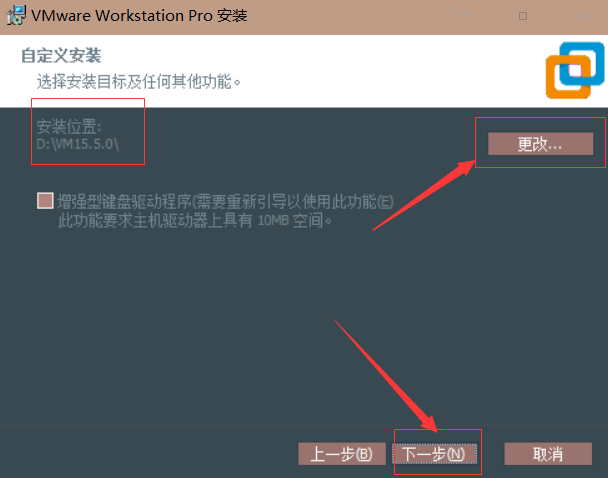 VMware Workstation Pro 安装
自定义安装
选择安装目标及任何其他功能。
安装位置:
D:\VM15.5.0\
更改...
增强型键盘驱动程序(需要重新引导以使用此功能(E)
此功能要求主机驱动器上具有 10MB 空间。
上一步(B)
下一步(N)
取消